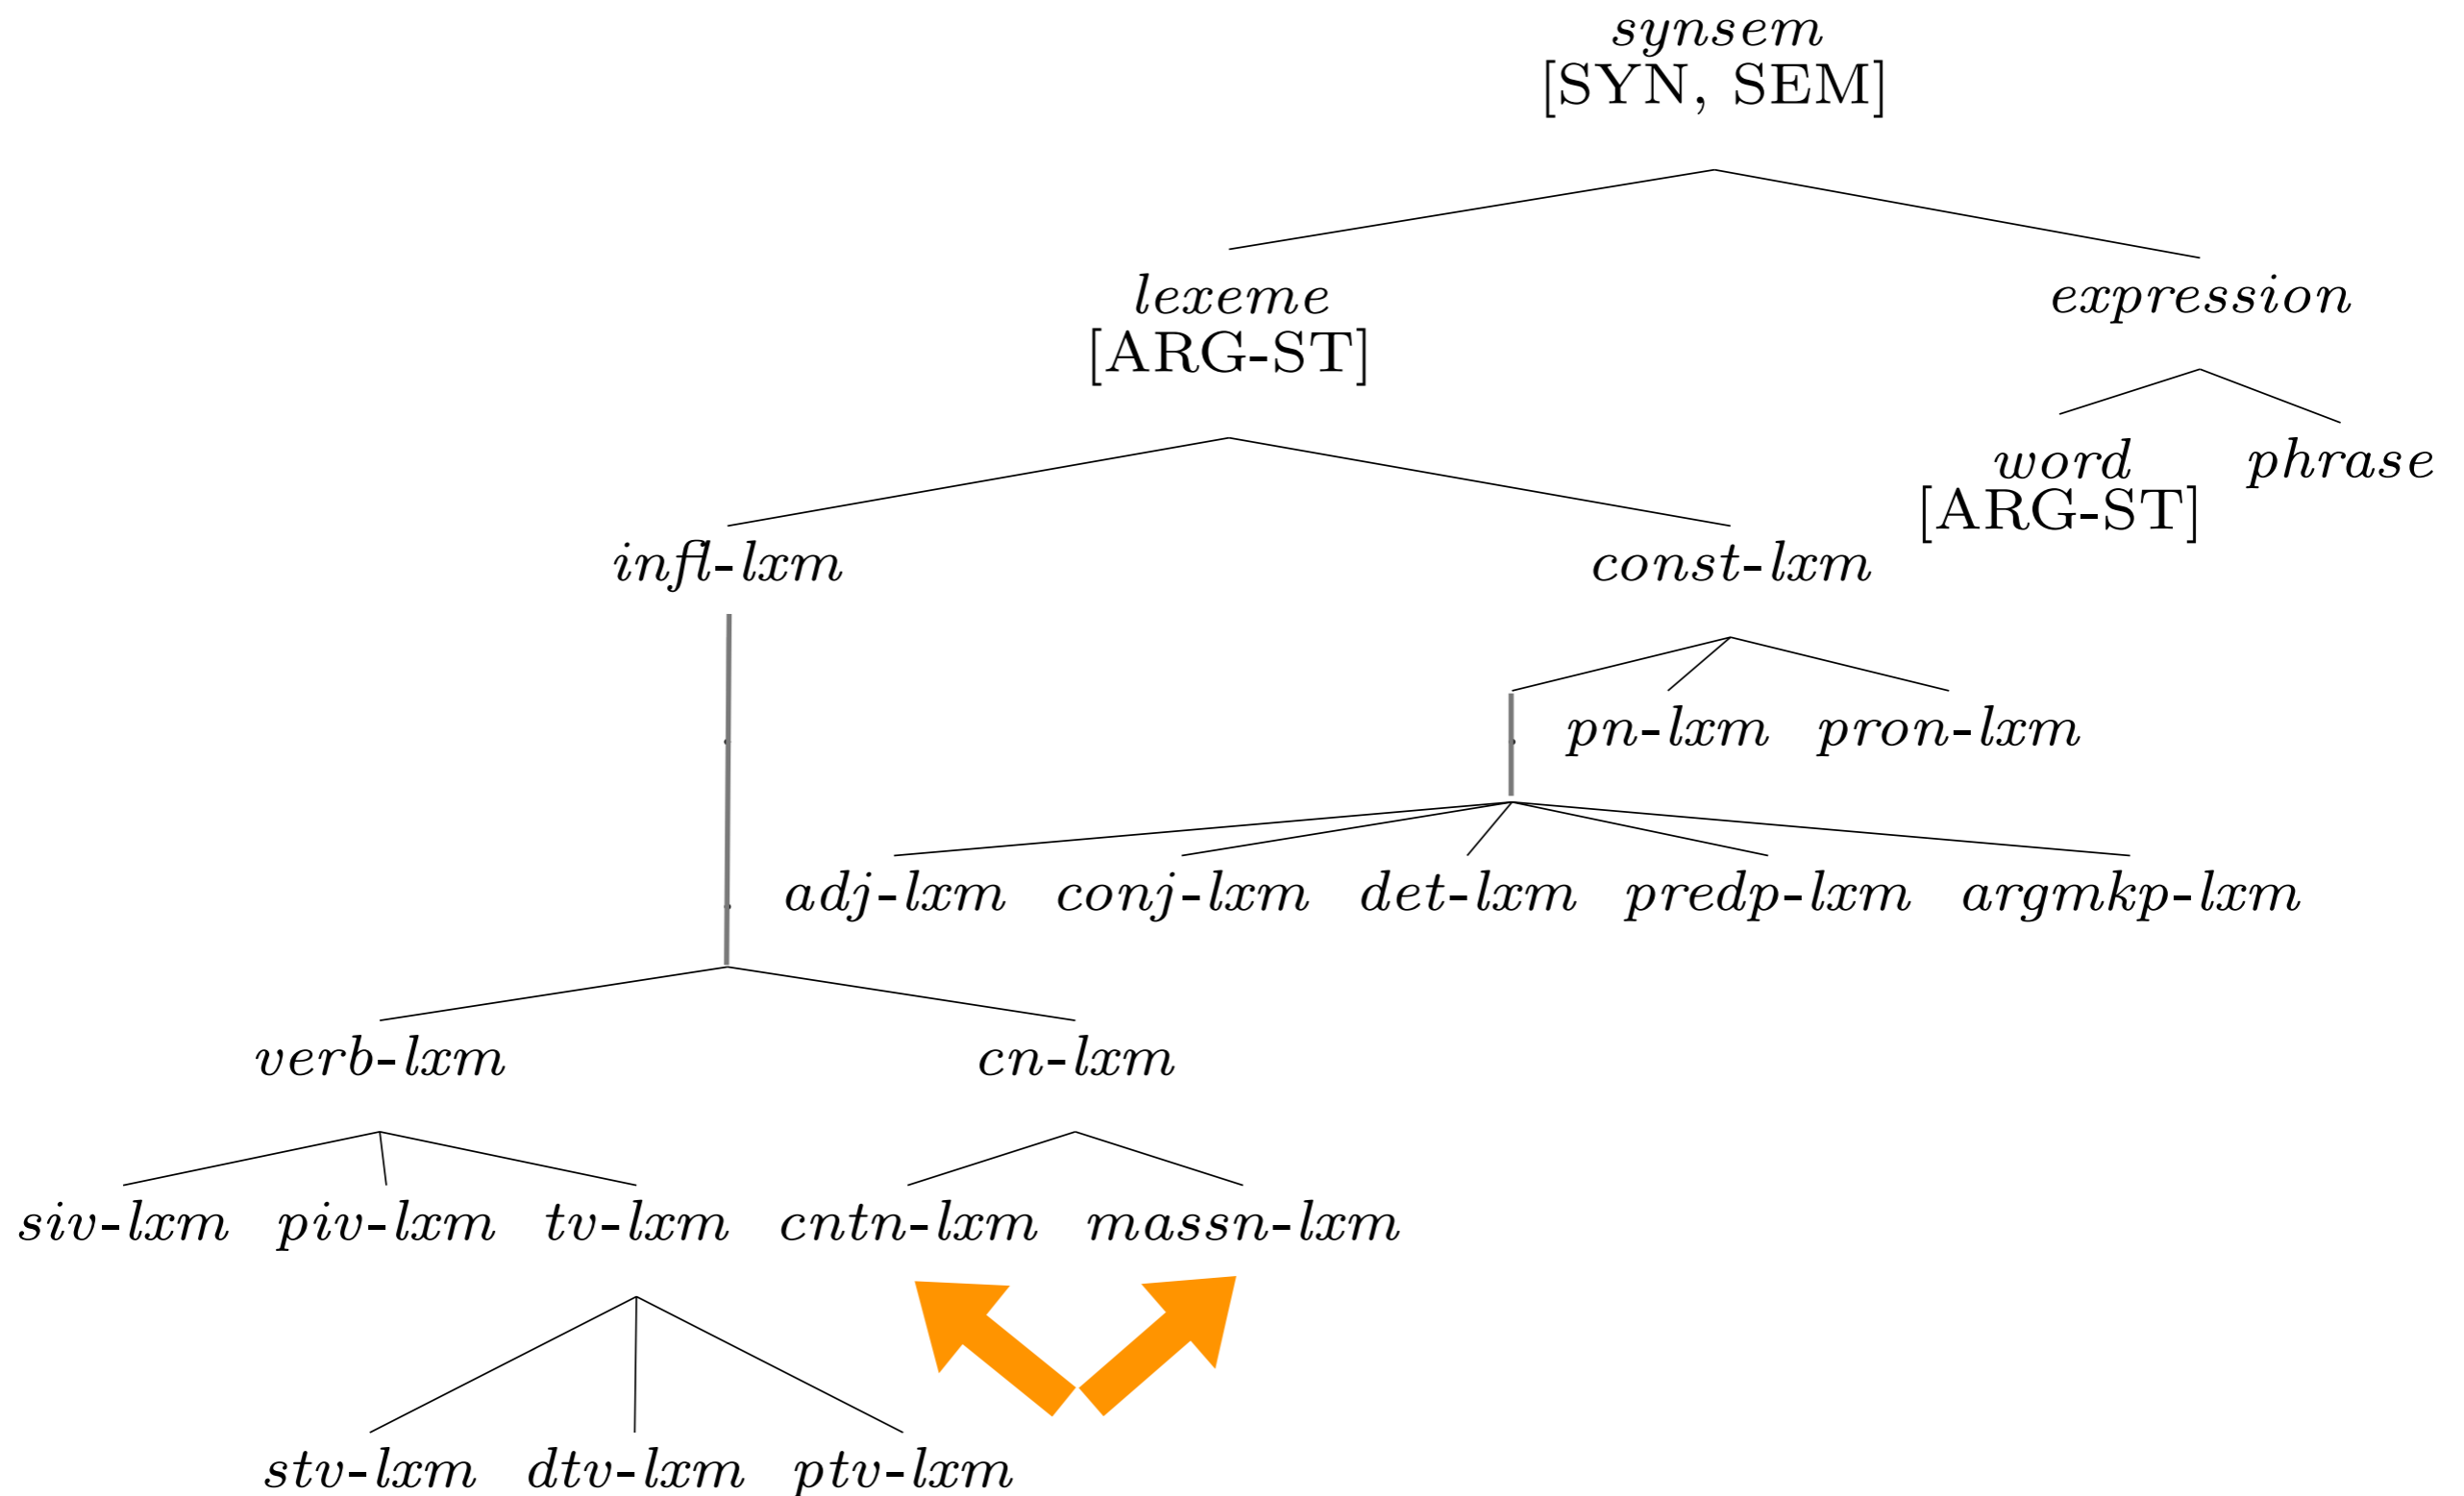 synsem
[SYN, SEM]
lexeme
[ARG-ST]
expression
word
[ARG-ST]
phrase
infl-lxm
const-lxm
pn-lxm
pron-lxm
adj-lxm
conj-lxm
det-lxm
predp-lxm
argmkp-lxm
verb-lxm
cn-lxm
siv-lxm
piv-lxm
tv-lxm
cntn-lxm
massn-lxm
stv-lxm
dtv-lxm
ptv-lxm